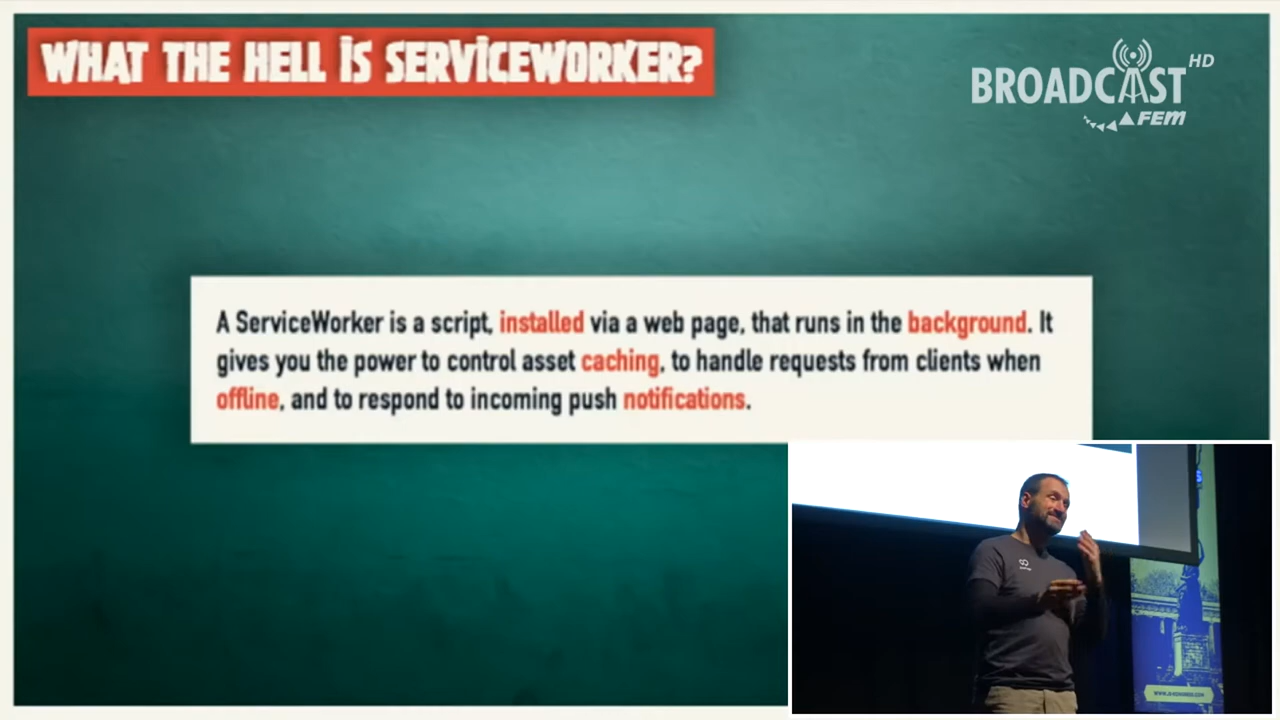 WHAT THE HELL IS SERVICEWORKER?
BROADCAST HD
FEM
A ServiceWorker is a script, installed via a web page, that runs in the background. It
gives you the power to control asset caching, to handle requests from clients when
offline, and to respond to incoming push notifications.